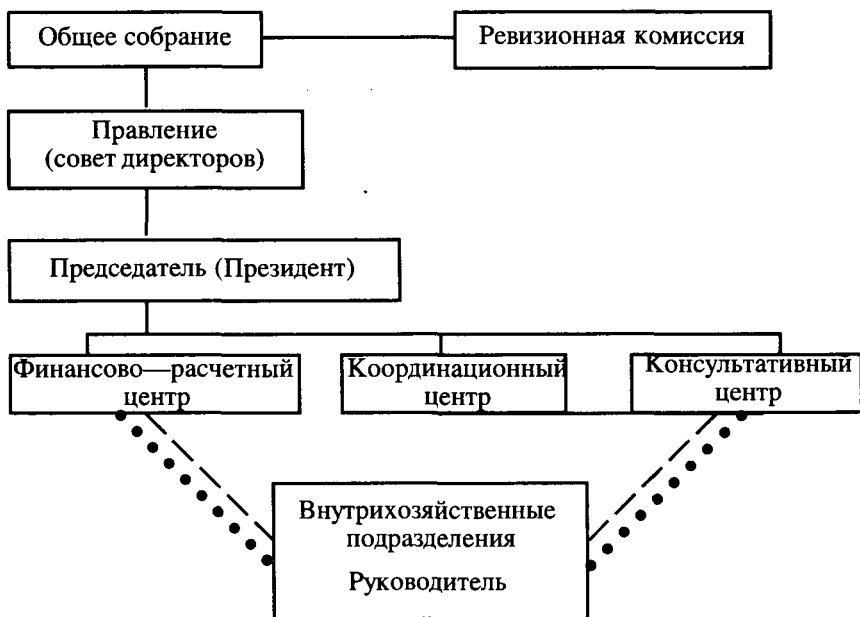 Общее собрание
Ревизионная комиссия
Правление
(совет директоров)
Председатель (Президент)
Финансово—расчетный
центр
Координационный
центр
Консультативный
центр
Внутрихозяйственные
подразделения
Руководитель